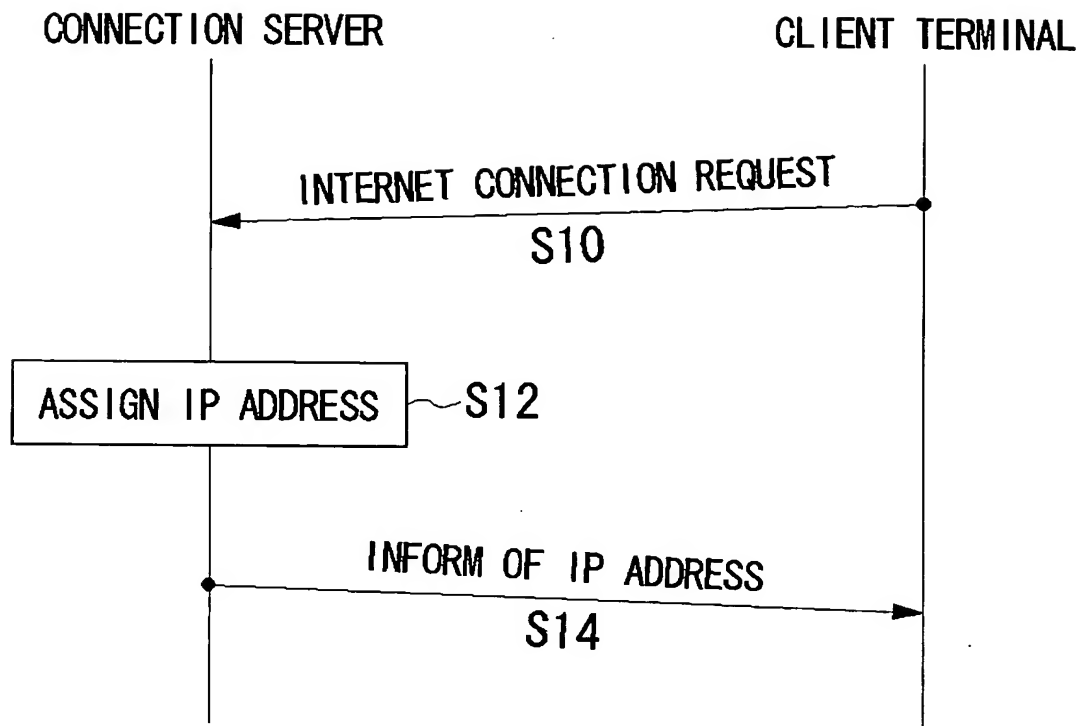 CONNECTION SERVER
CLIENT TERMINAL
INTERNET CONNECTION REQUEST
S10
ASSIGN IP ADDRESS
S12
INFORM OF IP ADDRESS
S14